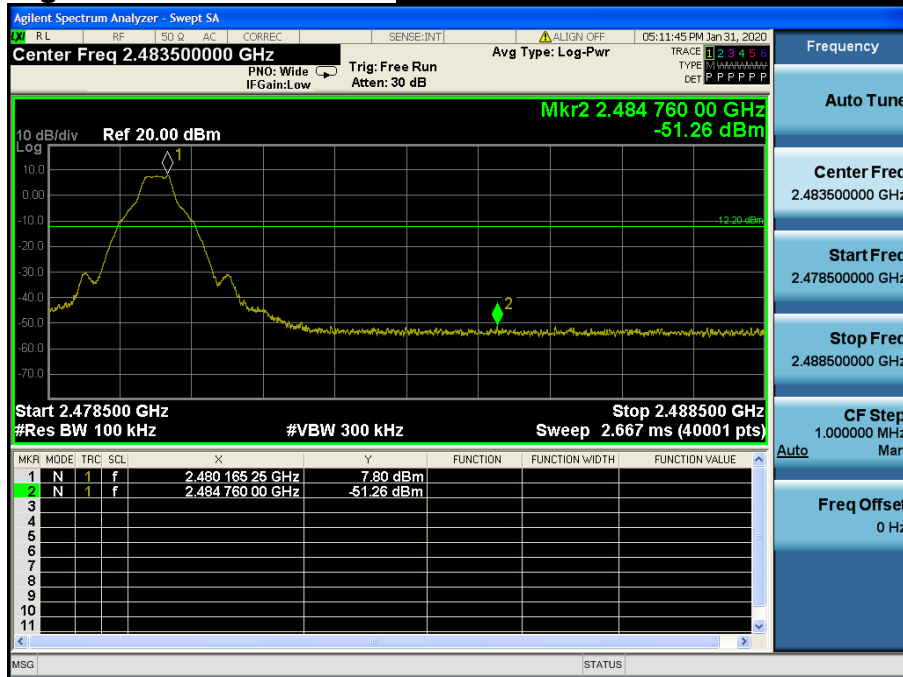 Agilent Spectrum Analyzer - Swept SA
LXI RL RF 50 Ω AC CORREC SENSE:INT ALIGN OFF 05:11:45 PM Jan 31, 2020
Center Freq 2.483500000 GHz
PNO: Wide
IFGain:Low
Trig: Free Run
Atten: 30 dB
Avg Type: Log-Pwr
TRACE 1 2 3 4 5 6
TYPE M
DET P P P P P P
Frequency
Auto Tune
Center Freq
2.483500000 GHz
Start Freq
2.478500000 GHz
Stop Freq
2.488500000 GHz
CF Step
1.000000 MHz
Auto Man
Freq Offset
0 Hz
Mkr2 2.484 760 00 GHz
-51.26 dBm
10 dB/div Ref 20.00 dBm
Log
1
10.0
0.00
-10.0
-12.20 dBm
-20.0
-30.0
-40.0
2
-50.0
-60.0
-70.0
Start 2.478500 GHz Stop 2.488500 GHz
#Res BW 100 kHz #VBW 300 kHz Sweep 2.667 ms (40001 pts)
MKR MODE TRC SCL X Y FUNCTION FUNCTION WIDTH FUNCTION VALUE
1 N 1 f 2.480 165 25 GHz 7.80 dBm
2 N 1 f 2.484 760 00 GHz -51.26 dBm
3
4
5
6
7
8
9
10
11
MSG STATUS